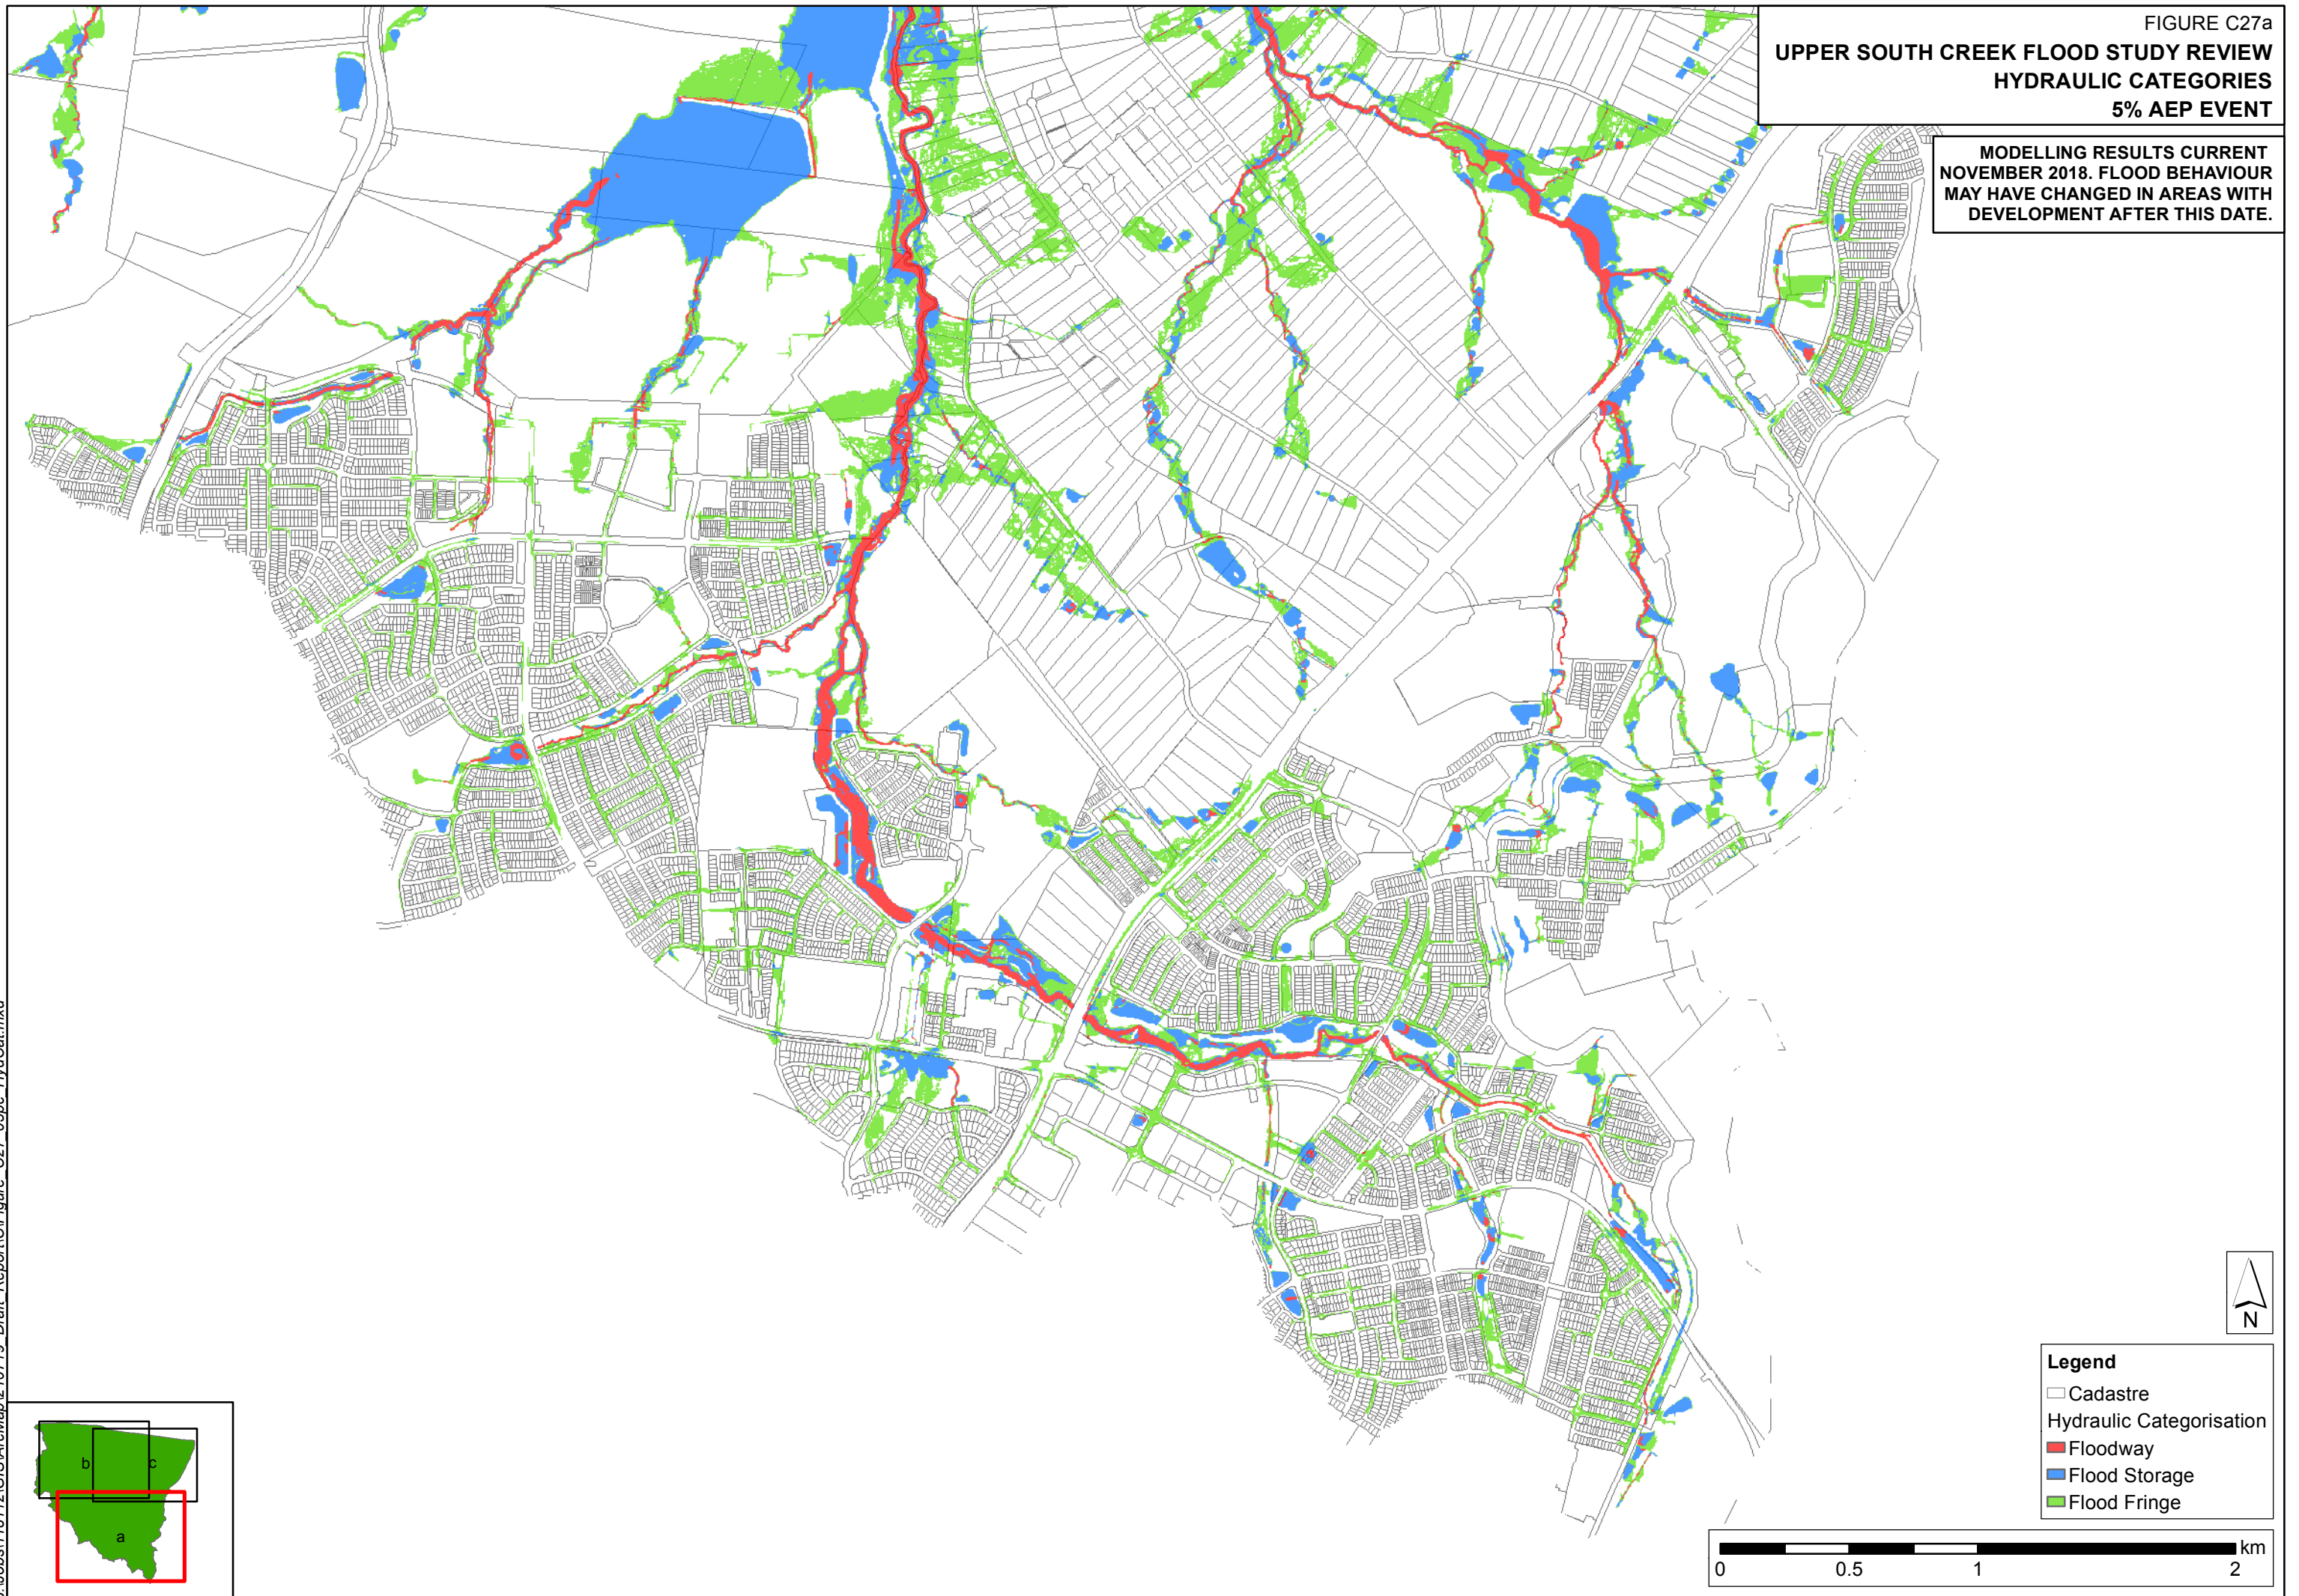 FIGURE C27a
UPPER SOUTH CREEK FLOOD STUDY REVIEW
HYDRAULIC CATEGORIES
5% AEP EVENT
MODELLING RESULTS CURRENT
NOVEMBER 2018. FLOOD BEHAVIOUR
MAY HAVE CHANGED IN AREAS WITH
DEVELOPMENT AFTER THIS DATE.
N
Legend
Cadastre
Hydraulic Categorisation
Floodway
Flood Storage
Flood Fringe
km
0 0.5 1 2
b c
a